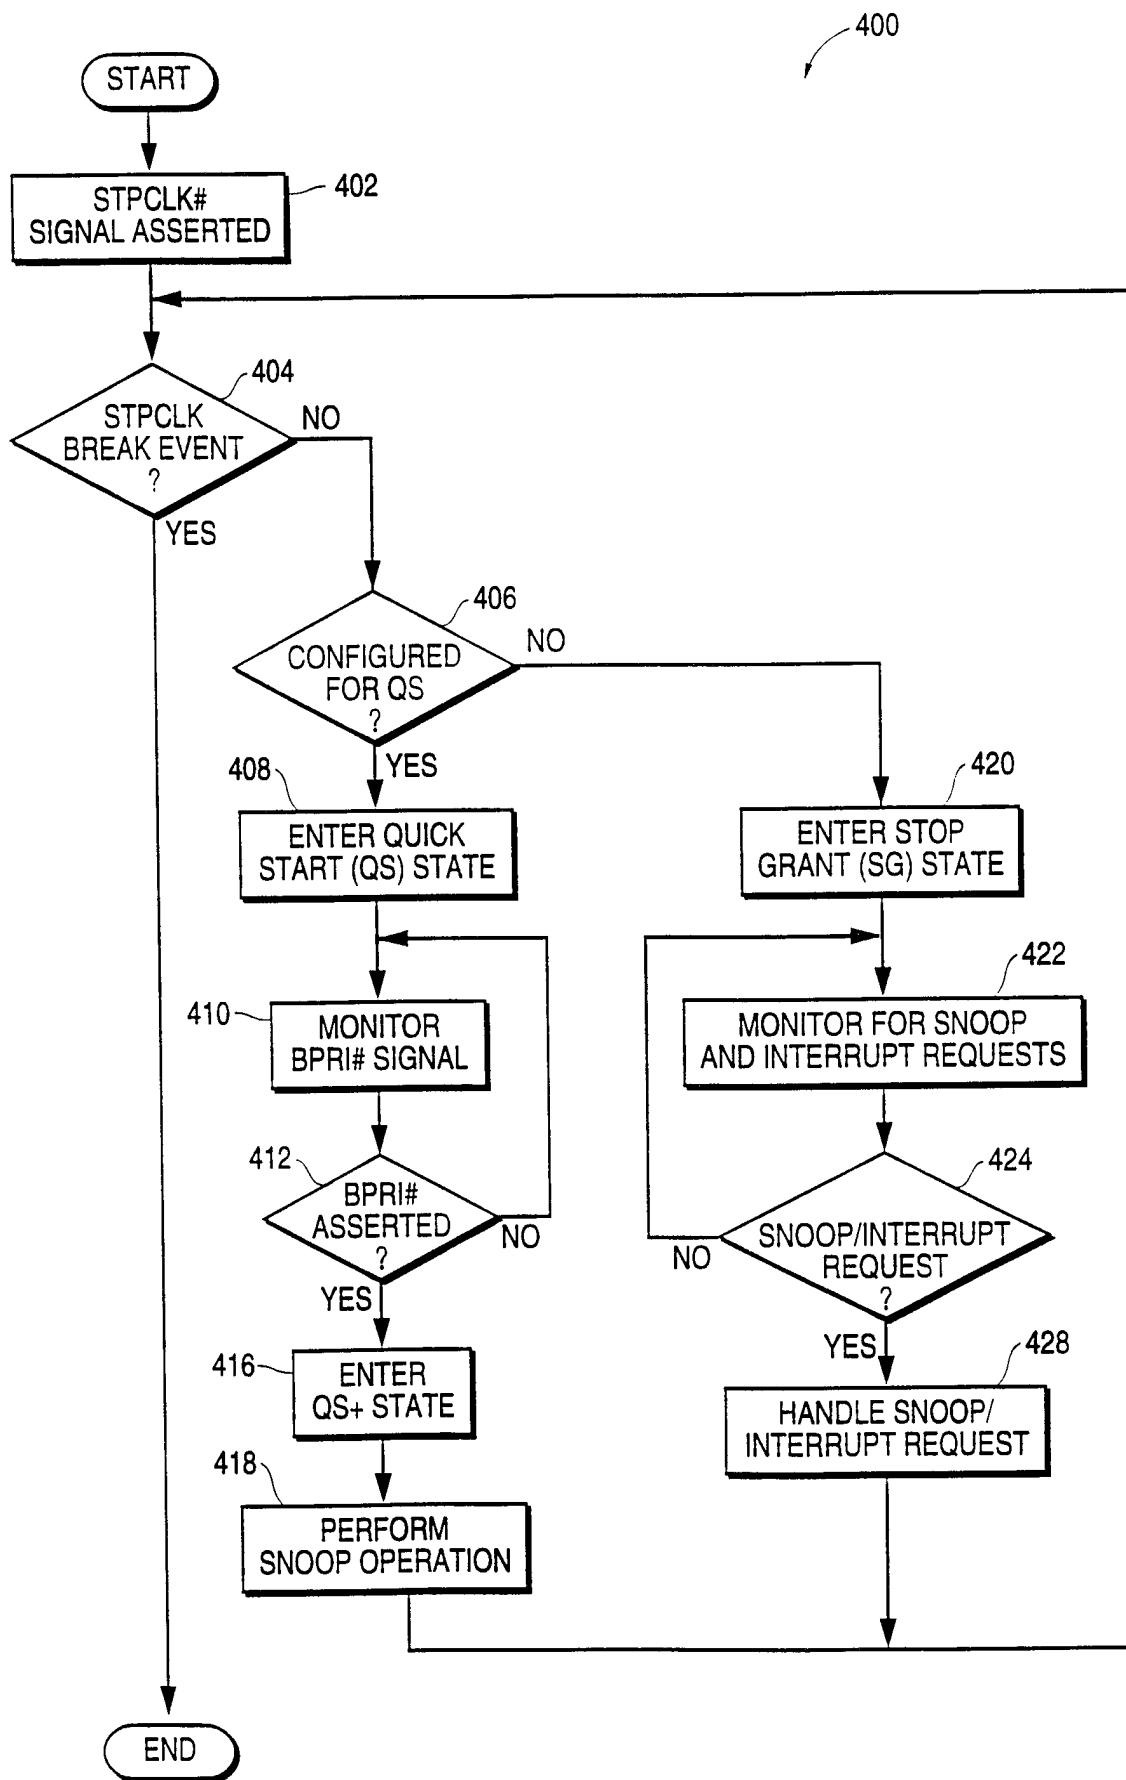 400
START
402
STPCLK#
SIGNAL ASSERTED
404
STPCLK
BREAK EVENT
?
NO
YES
406
CONFIGURED
FOR QS
?
NO
YES
408
ENTER QUICK
START (QS) STATE
420
ENTER STOP
GRANT (SG) STATE
410
MONITOR
BPRI# SIGNAL
422
MONITOR FOR SNOOP
AND INTERRUPT REQUESTS
412
BPRI#
ASSERTED
?
NO
YES
424
SNOOP/INTERRUPT
REQUEST
?
NO
YES
416
ENTER
QS+ STATE
428
HANDLE SNOOP/
INTERRUPT REQUEST
418
PERFORM
SNOOP OPERATION
END